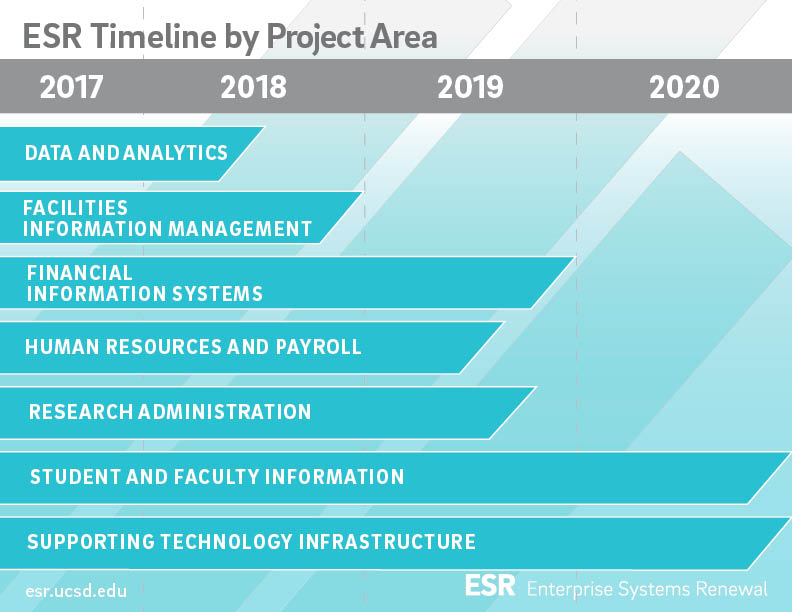 ESR Timeline by Project Area
2017 2018 2019 2020
DATA AND ANALYTICS
FACILITIES
INFORMATION MANAGEMENT
FINANCIAL
INFORMATION SYSTEMS
HUMAN RESOURCES AND PAYROLL
RESEARCH ADMINISTRATION
STUDENT AND FACULTY INFORMATION
SUPPORTING TECHNOLOGY INFRASTRUCTURE
esr.ucsd.edu
ESR Enterprise Systems Renewal